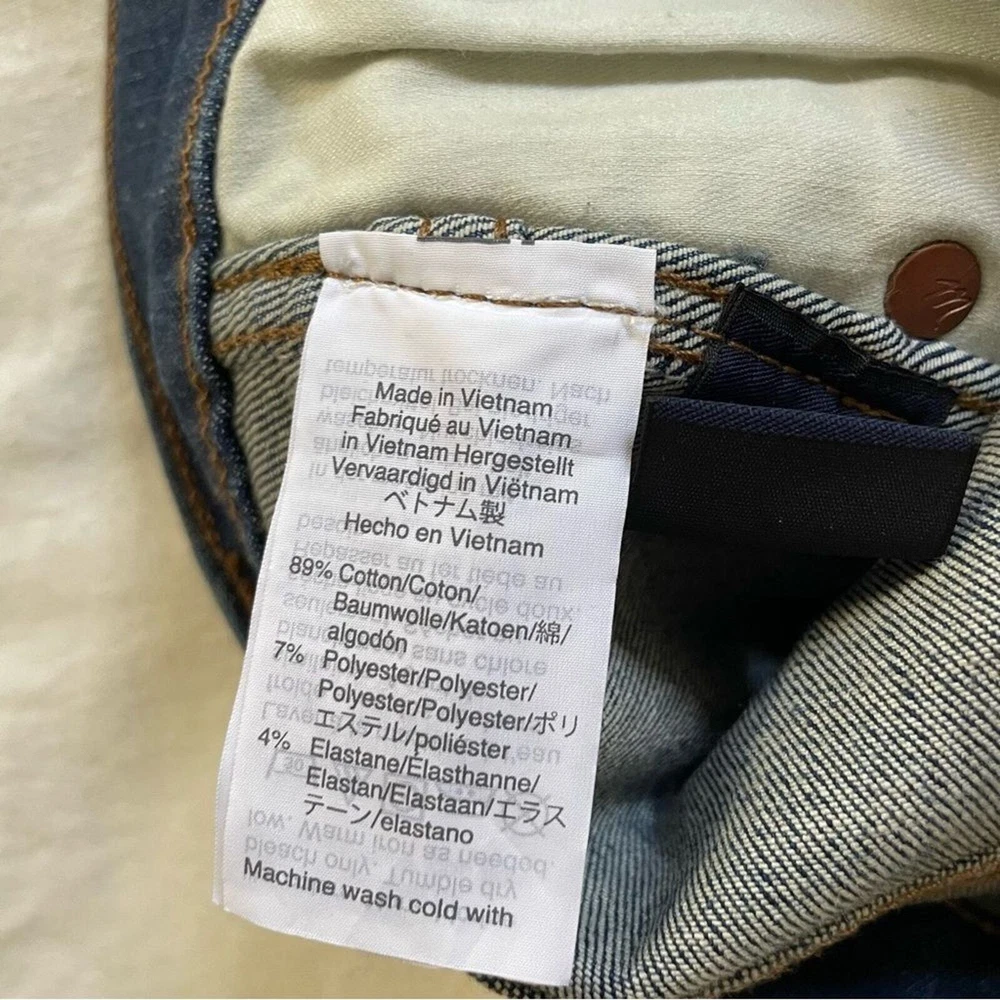 Made in Vietnam
Fabriqué au Vietnam
in Vietnam Hergestellt
Vervaardigd in Viëtnam
ベトナム製
Hecho en Vietnam
89% Cotton/Coton/
Baumwolle/Katoen/綿/
algodón
7% Polyester/Polyester/
Polyester/Polyester/ポリ
エステル/poliéster
4% Elastane/Élasthanne/
Elastan/Elastaan/エラス
テーン/elastano
Machine wash cold with